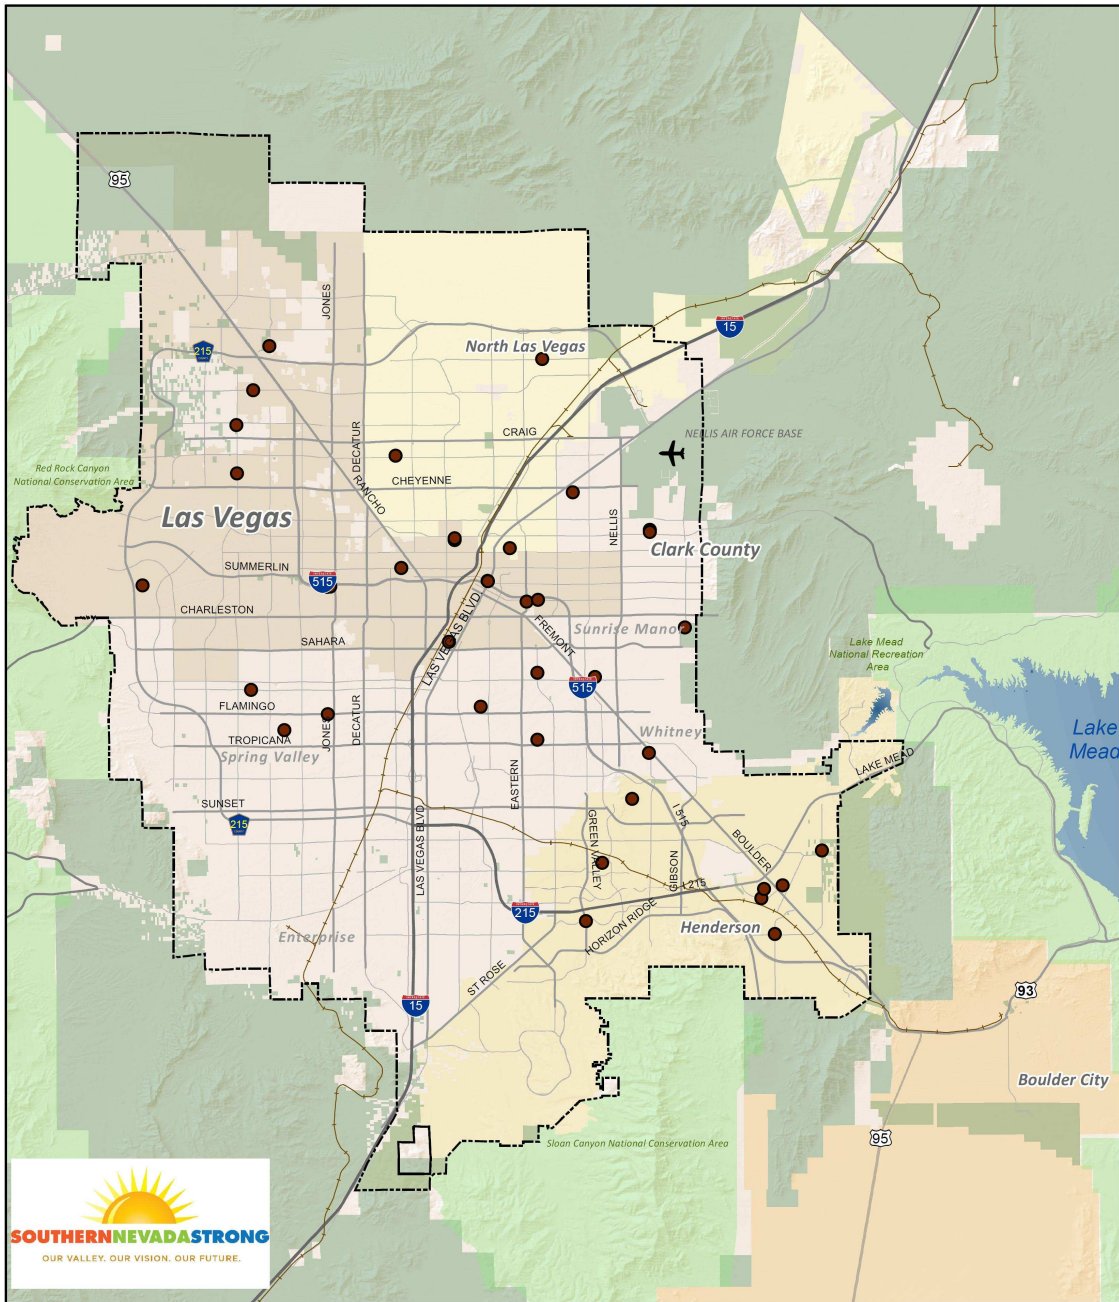 95
JONES
15
North Las Vegas
215
CRAIG
NELLIS AIR FORCE BASE
DECATUR
Red Rock Canyon
National Conservation Area
CHEYENNE
RANCHO
Las Vegas
NELLIS
Clark County
SUMMERLIN
515
CHARLESTON
LAS VEGAS BLVD
FREMONT
Sunrise Manor
SAHARA
Lake Mead
National Recreation
Area
515
FLAMINGO
DECATUR
JONES
TROPICANA
Spring Valley
Whitney
Lake
Mead
LAKE MEAD
EASTERN
SUNSET
215
LAS VEGAS BLVD
GREEN VALLEY
I 515
BOULDER
GIBSON
I 215
215
HORIZON RIDGE
Henderson
Enterprise
ST ROSE
93
15
Boulder City
95
Sloan Canyon National Conservation Area
SOUTHERNNEVADASTRONG
OUR VALLEY. OUR VISION. OUR FUTURE.